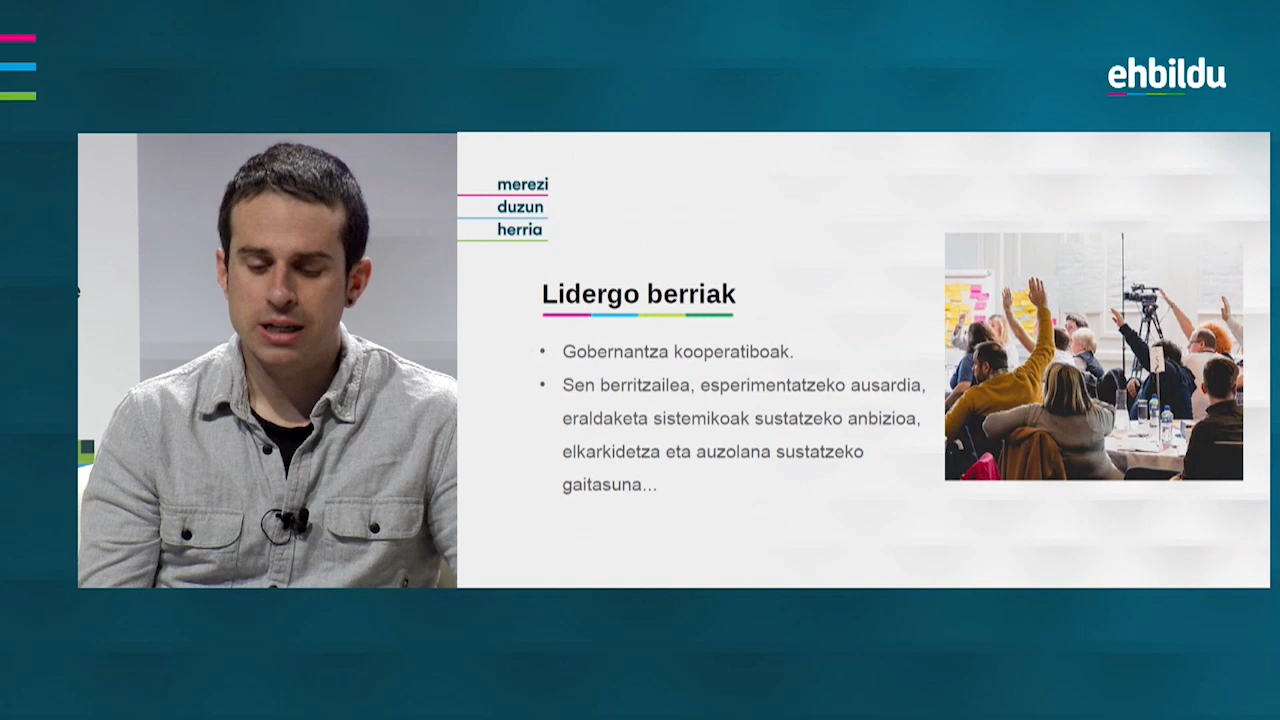 ehbildu
merezi
duzun
herria
Lidergo berriak
• Gobernantza kooperatiboak.
• Sen berritzailea, esperimentatzeko ausardia,
eraldaketa sistemikoak sustatzeko anbizioa,
elkarkidetza eta auzolana sustatzeko
gaitasuna...